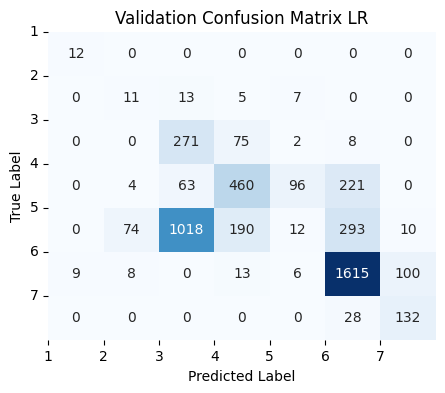 Validation Confusion Matrix LR
1
12 0 0 0 0 0 0
2
0 11 13 5 7 0 0
3
0 0 271 75 2 8 0
4
0 4 63 460 96 221 0
5
0 74 1018 190 12 293 10
6
9 8 0 13 6 1615 100
7
0 0 0 0 0 28 132
1 2 3 4 5 6 7
Predicted Label
True Label